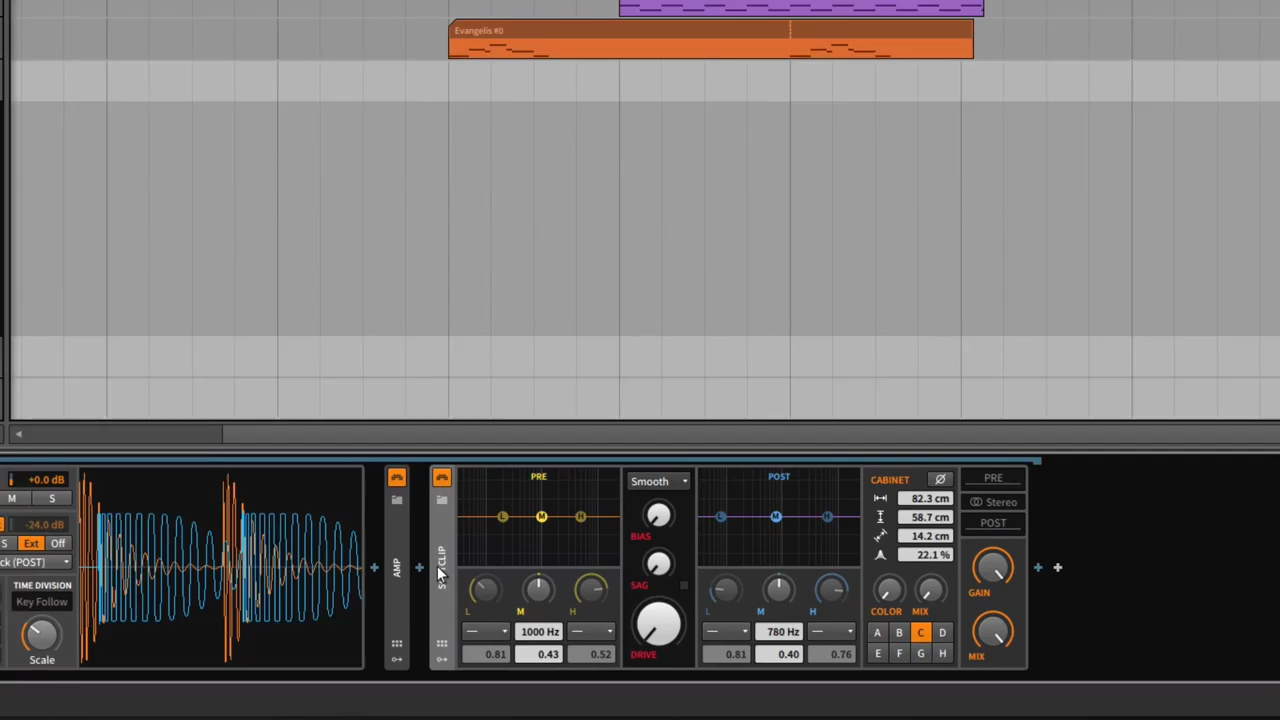 Evangelis #0
+0.0 dB
M S
-24.0 dB
S Ext Off
ck (POST)
TIME DIVISION
Key Follow
Scale
AMP
PRE
L M H
L M H
— 1000 Hz —
0.81 0.43 0.52
Smooth
BIAS
SAG
DRIVE
POST
L M H
L M H
— 780 Hz —
0.81 0.40 0.76
CABINET
82.3 cm
58.7 cm
14.2 cm
22.1 %
COLOR MIX
A B C D
E F G H
PRE
Stereo
POST
GAIN
MIX